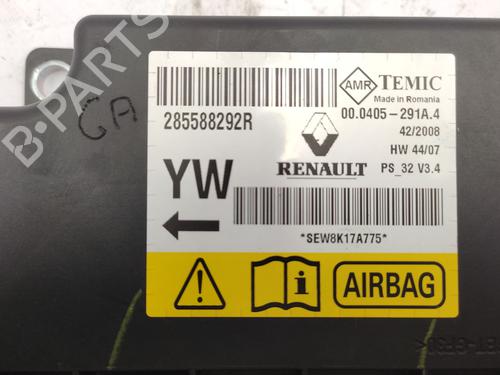 B-PARTS
GA
AMR TEMIC
Made in Romania
285588292R
00.0405-291A.4
42/2008
HW 44/07
YW
RENAULT
PS_32 V3.4
*SEW8K17A775*
AIRBAG